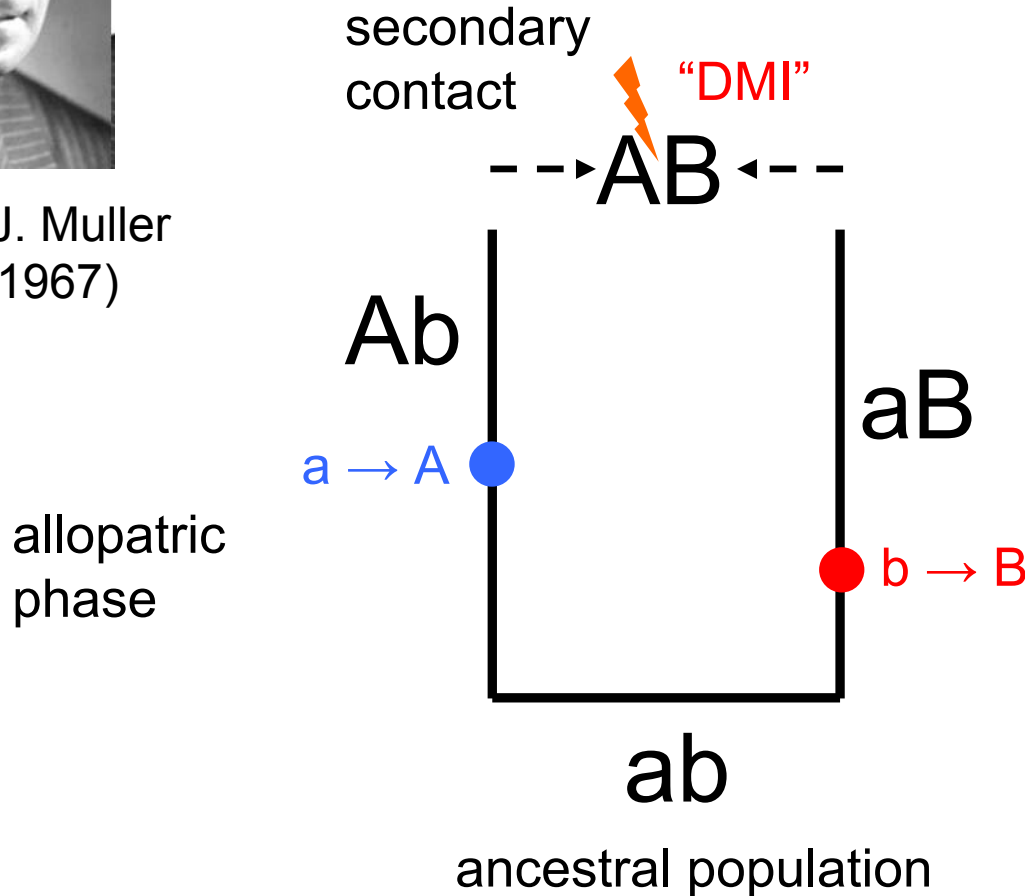 secondary
contact
“DMI”
AB
J. Muller
1967)
Ab
aB
a → A
allopatric
phase
b → B
ab
ancestral population